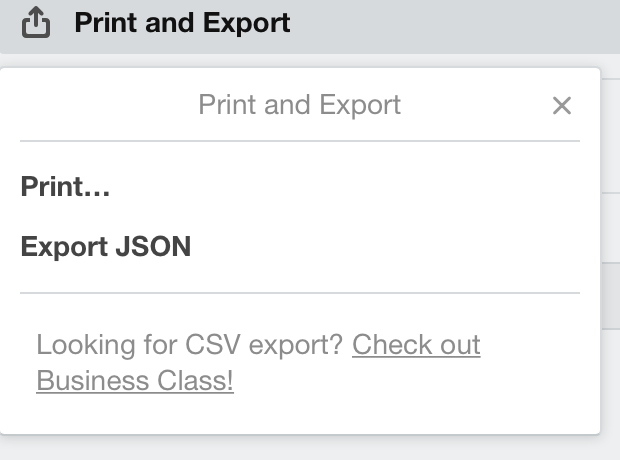 Print and Export
Print and Export
Print...
Export JSON
Looking for CSV export? Check out
Business Class!